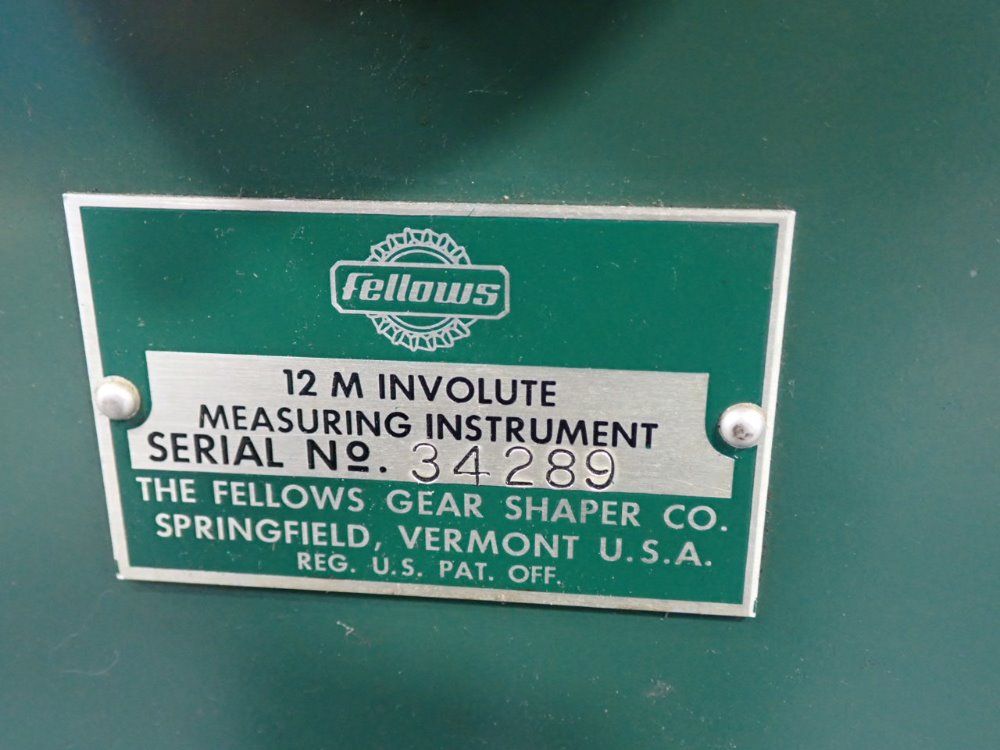 Fellows
12 M INVOLUTE
MEASURING INSTRUMENT
SERIAL Nº. 34289
THE FELLOWS GEAR SHAPER CO.
SPRINGFIELD, VERMONT U.S.A.
REG. U.S. PAT. OFF.